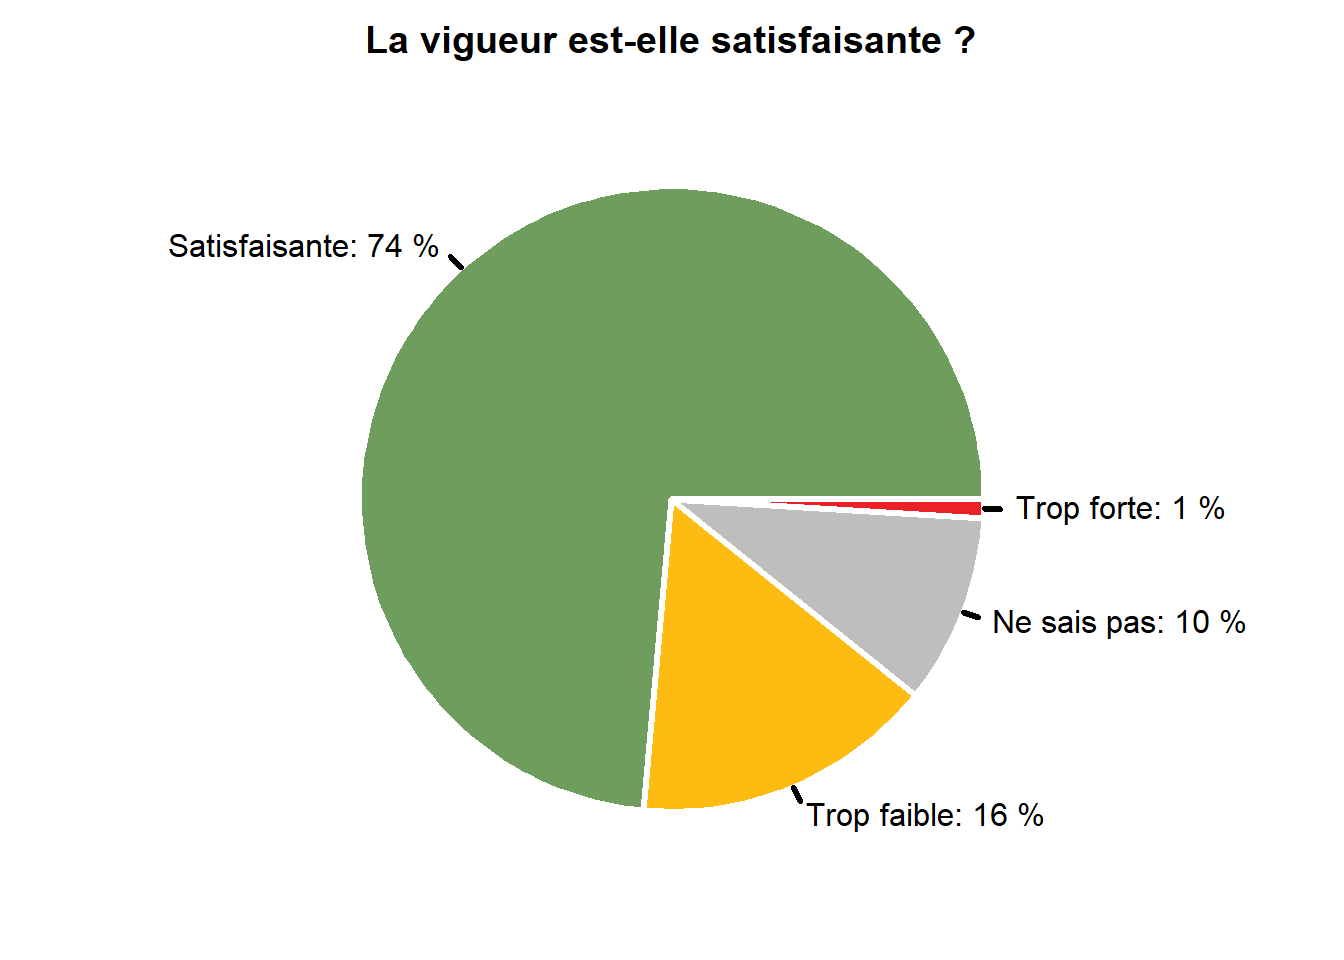 La vigueur est-elle satisfaisante ?
Satisfaisante: 74 %
Trop forte: 1 %
Ne sais pas: 10 %
Trop faible: 16 %